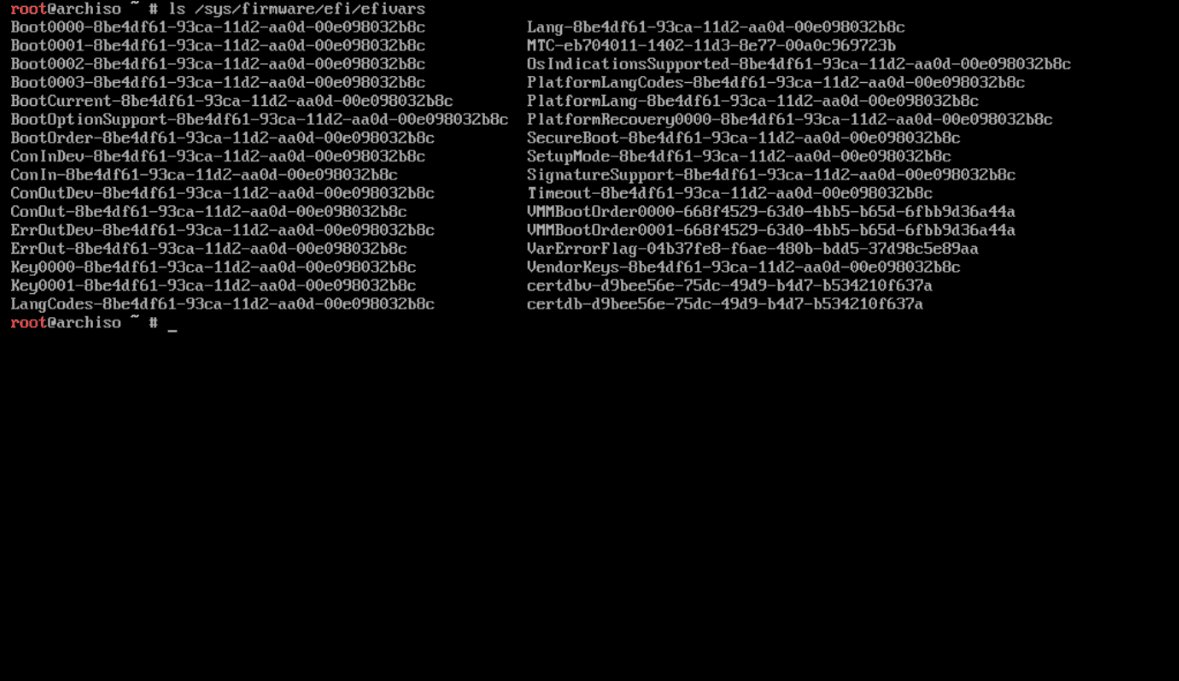 root@archiso ~ # ls /sys/firmware/efi/efivars
Boot0000-8be4df61-93ca-11d2-aa0d-00e098032b8c  Lang-8be4df61-93ca-11d2-aa0d-00e098032b8c
Boot0001-8be4df61-93ca-11d2-aa0d-00e098032b8c  MTC-eb704011-1402-11d3-8e77-00a0c969723b
Boot0002-8be4df61-93ca-11d2-aa0d-00e098032b8c  OsIndicationsSupported-8be4df61-93ca-11d2-aa0d-00e098032b8c
Boot0003-8be4df61-93ca-11d2-aa0d-00e098032b8c  PlatformLangCodes-8be4df61-93ca-11d2-aa0d-00e098032b8c
BootCurrent-8be4df61-93ca-11d2-aa0d-00e098032b8c  PlatformLang-8be4df61-93ca-11d2-aa0d-00e098032b8c
BootOptionSupport-8be4df61-93ca-11d2-aa0d-00e098032b8c  PlatformRecovery0000-8be4df61-93ca-11d2-aa0d-00e098032b8c
BootOrder-8be4df61-93ca-11d2-aa0d-00e098032b8c  SecureBoot-8be4df61-93ca-11d2-aa0d-00e098032b8c
ConInDev-8be4df61-93ca-11d2-aa0d-00e098032b8c  SetupMode-8be4df61-93ca-11d2-aa0d-00e098032b8c
ConIn-8be4df61-93ca-11d2-aa0d-00e098032b8c  SignatureSupport-8be4df61-93ca-11d2-aa0d-00e098032b8c
ConOutDev-8be4df61-93ca-11d2-aa0d-00e098032b8c  Timeout-8be4df61-93ca-11d2-aa0d-00e098032b8c
ConOut-8be4df61-93ca-11d2-aa0d-00e098032b8c  VMMBootOrder0000-668f4529-63d0-4bb5-b65d-6fbb9d36a44a
ErrOutDev-8be4df61-93ca-11d2-aa0d-00e098032b8c  VMMBootOrder0001-668f4529-63d0-4bb5-b65d-6fbb9d36a44a
ErrOut-8be4df61-93ca-11d2-aa0d-00e098032b8c  VarErrorFlag-04b37fe8-f6ae-480b-bdd5-37d98c5e89aa
Key0000-8be4df61-93ca-11d2-aa0d-00e098032b8c  VendorKeys-8be4df61-93ca-11d2-aa0d-00e098032b8c
Key0001-8be4df61-93ca-11d2-aa0d-00e098032b8c  certdbv-d9bee56e-75dc-49d9-b4d7-b534210f637a
LangCodes-8be4df61-93ca-11d2-aa0d-00e098032b8c  certdb-d9bee56e-75dc-49d9-b4d7-b534210f637a
root@archiso ~ # _